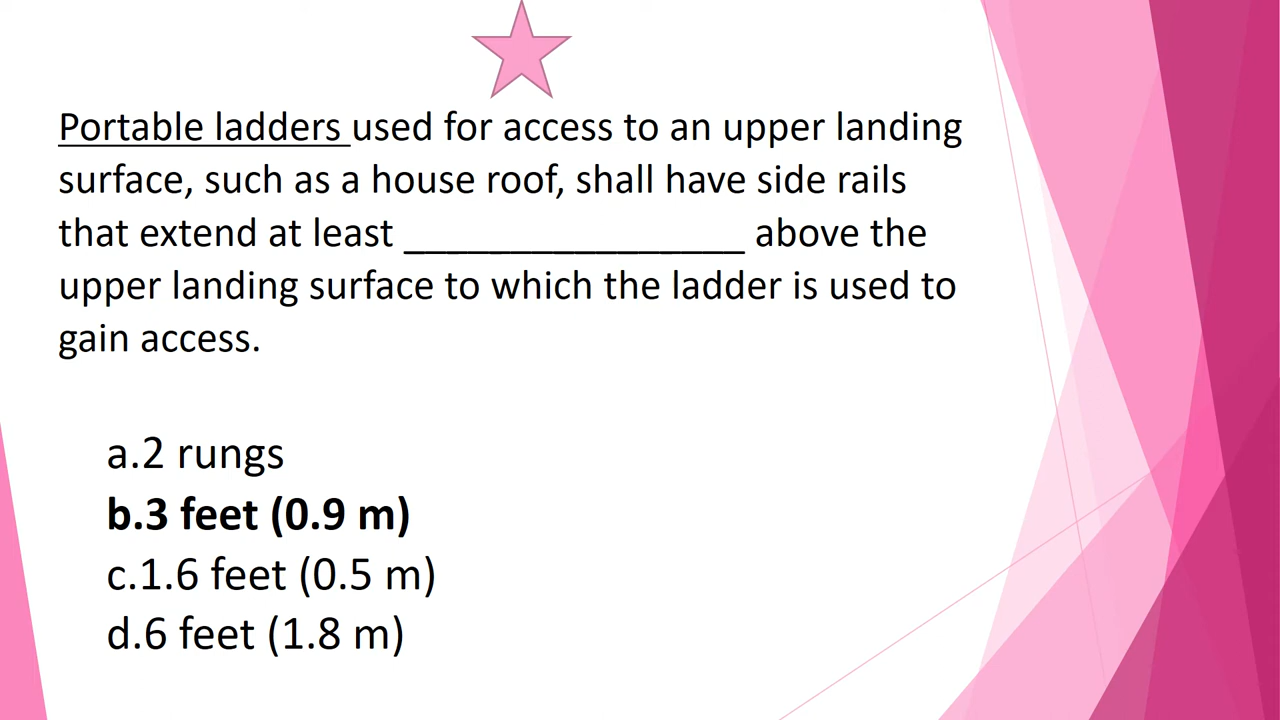 Portable ladders used for access to an upper landing
surface, such as a house roof, shall have side rails
that extend at least ________________ above the
upper landing surface to which the ladder is used to
gain access.
a.2 rungs
b.3 feet (0.9 m)
c.1.6 feet (0.5 m)
d.6 feet (1.8 m)